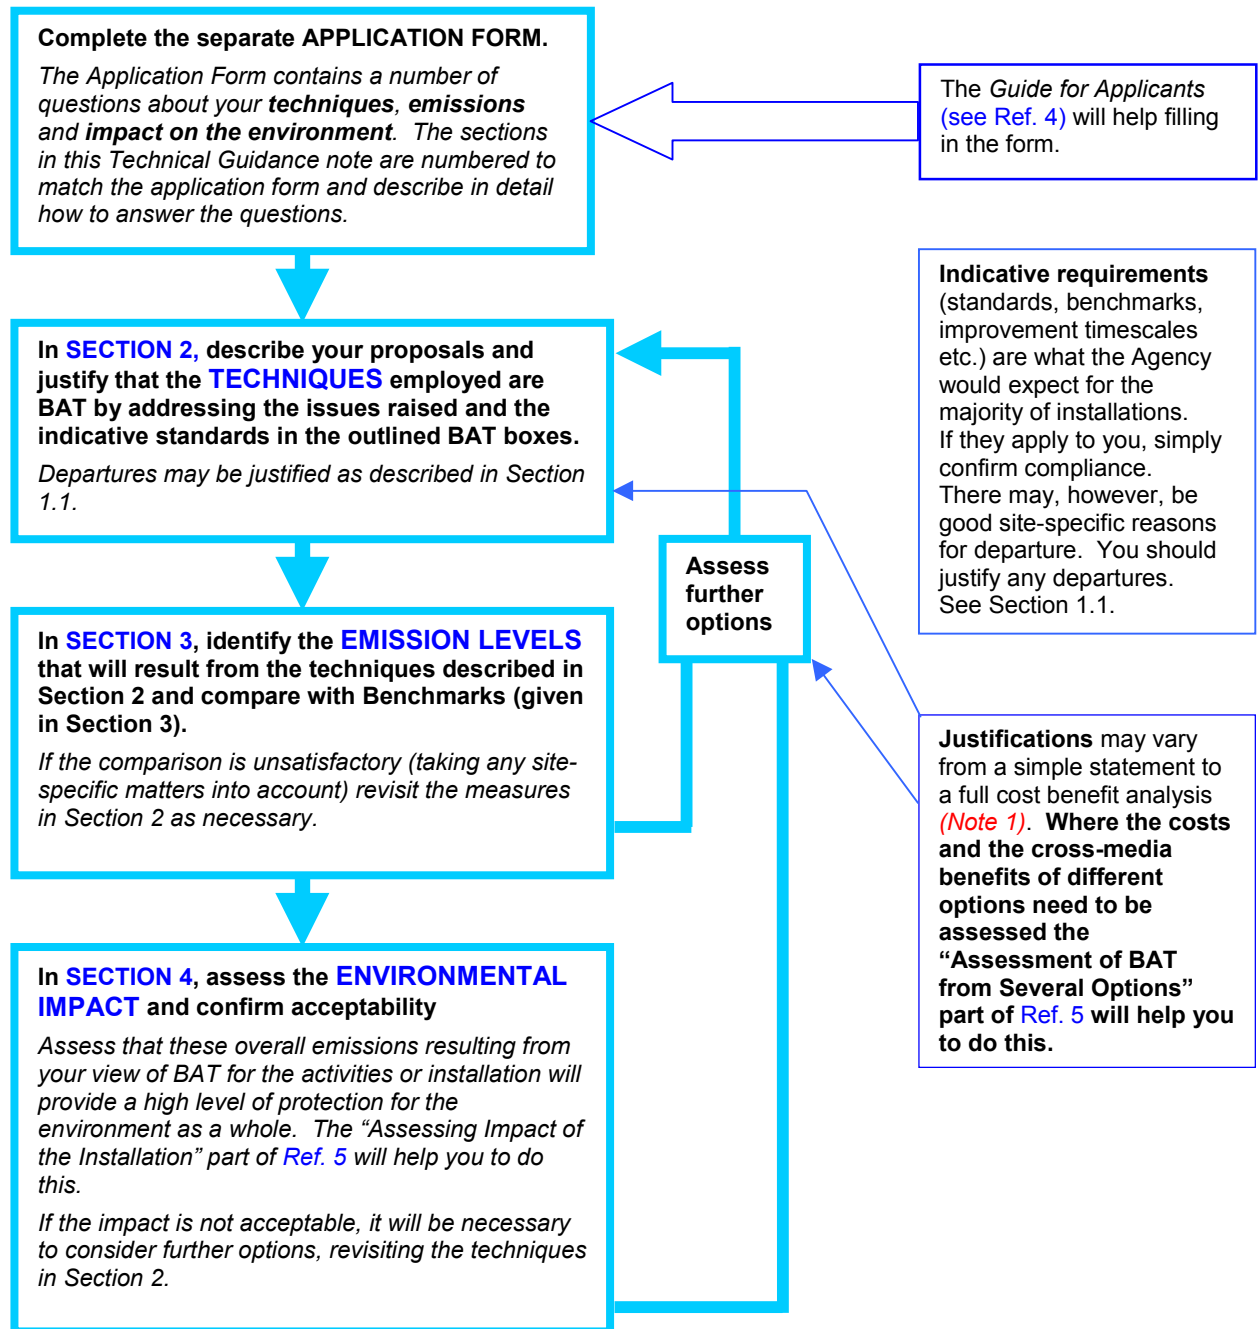 Complete the separate APPLICATION FORM.
The Application Form contains a number of
questions about your techniques, emissions
and impact on the environment.  The sections
in this Technical Guidance note are numbered to
match the application form and describe in detail
how to answer the questions.
The Guide for Applicants
(see Ref. 4) will help filling
in the form.
Indicative requirements
(standards, benchmarks,
improvement timescales
etc.) are what the Agency
would expect for the
majority of installations.
If they apply to you, simply
confirm compliance.
There may, however, be
good site-specific reasons
for departure.  You should
justify any departures.
See Section 1.1.
In SECTION 2, describe your proposals and
justify that the TECHNIQUES employed are
BAT by addressing the issues raised and the
indicative standards in the outlined BAT boxes.
Departures may be justified as described in Section
1.1.
Assess
further
options
In SECTION 3, identify the EMISSION LEVELS
that will result from the techniques described in
Section 2 and compare with Benchmarks (given
in Section 3).
If the comparison is unsatisfactory (taking any site-
specific matters into account) revisit the measures
in Section 2 as necessary.
Justifications may vary
from a simple statement to
a full cost benefit analysis
(Note 1).  Where the costs
and the cross-media
benefits of different
options need to be
assessed the
“Assessment of BAT
from Several Options”
part of Ref. 5 will help you
to do this.
In SECTION 4, assess the ENVIRONMENTAL
IMPACT and confirm acceptability
Assess that these overall emissions resulting from
your view of BAT for the activities or installation will
provide a high level of protection for the
environment as a whole.  The “Assessing Impact of
the Installation” part of Ref. 5 will help you to do
this.
If the impact is not acceptable, it will be necessary
to consider further options, revisiting the techniques
in Section 2.